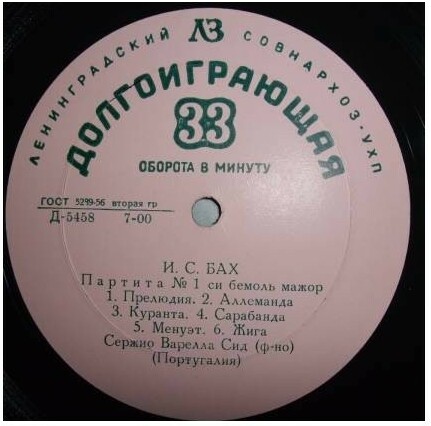 ЛЕНИНГРАДСКИЙ ЛЗ СОВНАРХОЗ·УХП
ДОЛГОИГРАЮЩАЯ
33
ОБОРОТА В МИНУТУ
ГОСТ 5289-56 вторая гр
Д-5458 7-00
И. С. БАХ
Партита № 1 си бемоль мажор
1. Прелюдия. 2. Аллеманда
3. Куранта. 4. Сарабанда
5. Менуэт. 6. Жига
Сержио Варелла Сид (ф-но)
(Португалия)